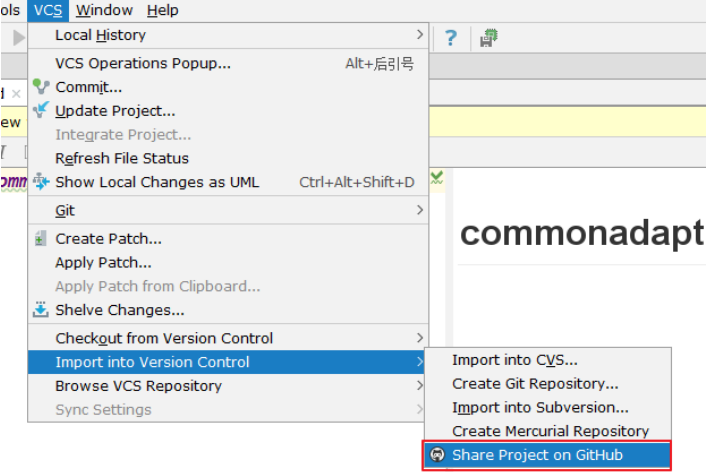 ols VCS Window Help
Local History
VCS Operations Popup... Alt+后引号
Commit...
Update Project...
ew
Integrate Project...
Refresh File Status
omm Show Local Changes as UML Ctrl+Alt+Shift+D
Git
commonadapt
Create Patch...
Apply Patch...
Apply Patch from Clipboard...
Shelve Changes...
Checkout from Version Control
Import into Version Control
Browse VCS Repository
Sync Settings
Import into CVS...
Create Git Repository...
Import into Subversion...
Create Mercurial Repository
Share Project on GitHub